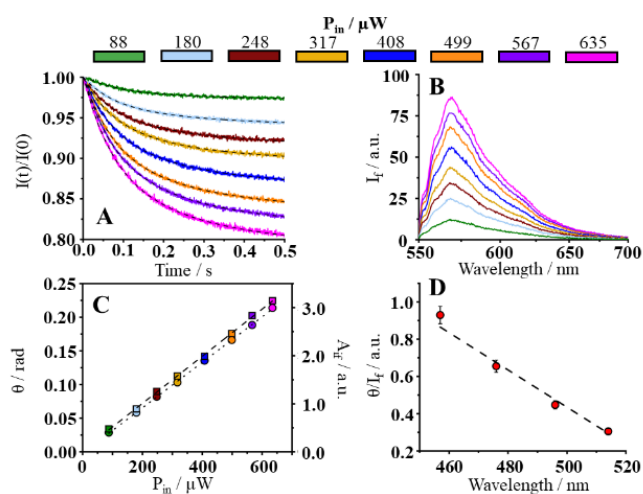 P_in / µW
88 180 248 317 408 499 567 635
I(t)/I(0)
1.00
0.95
0.90
0.85
0.80
A
0.0 0.1 0.2 0.3 0.4 0.5
Time / s
I_f / a.u.
100
75
50
25
0
B
550 600 650 700
Wavelength / nm
θ / rad
0.25
0.20
0.15
0.10
0.05
0.00
C
0 200 400 600
P_in / µW
3.0
2.0
1.0
0.0
A_if / a.u.
θ/I_f / a.u.
1.0
0.8
0.6
0.4
0.2
D
460 480 500 520
Wavelength / nm